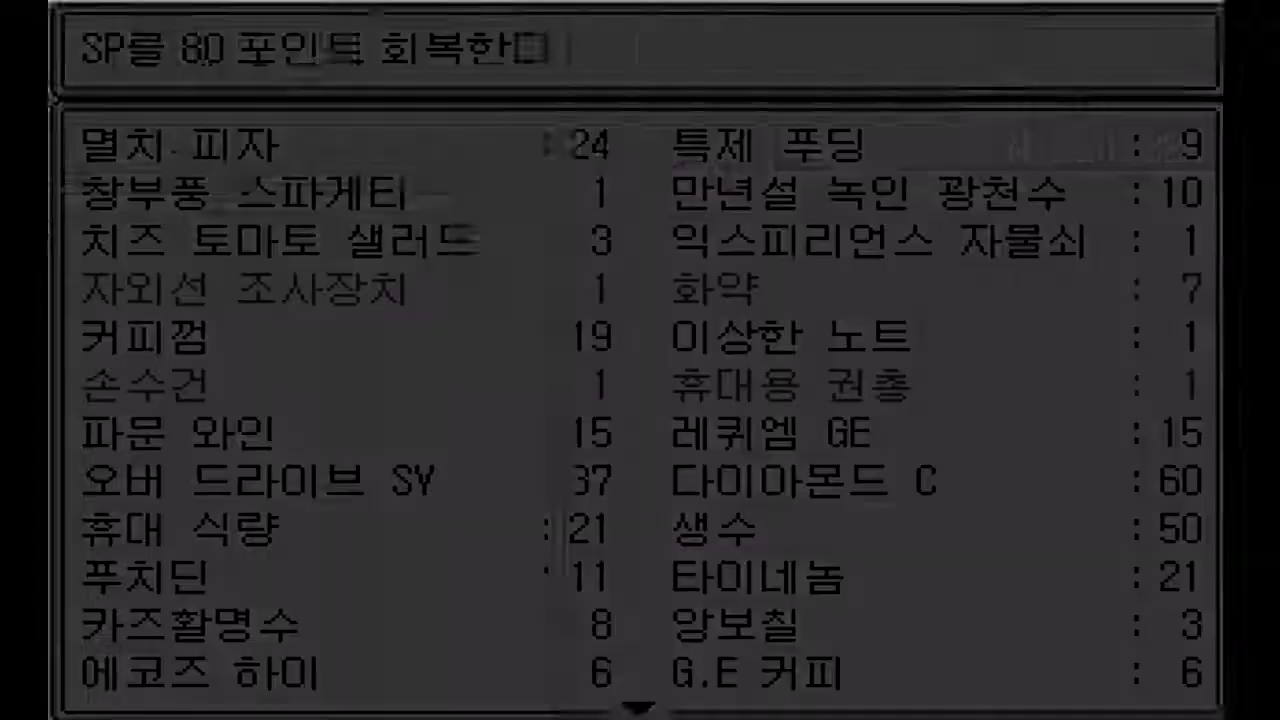 SP를 80 포인트 회복한
멸치 피자 : 24 특제 푸딩 : 9
창부풍 스파게티 1 만년설 녹인 광천수 : 10
치즈 토마토 샐러드 3 익스피리언스 자물쇠 : 1
자외선 조사장치 1 화약 : 7
커피껌 19 이상한 노트 : 1
손수건 1 휴대용 권총 : 1
파문 와인 15 레퀴엠 GE : 15
오버 드라이브 SY 37 다이아몬드 C : 60
휴대 식량 : 21 생수 : 50
푸치딘 : 11 타이네놈 : 21
카즈활명수 8 앙보칠 : 3
에코즈 하이 6 G.E 커피 : 6